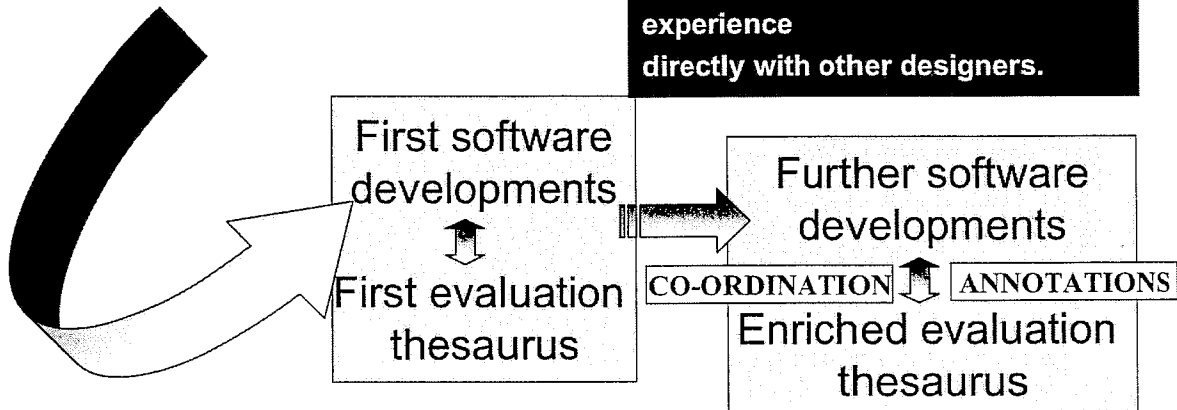 experience
directly with other designers.
First software
developments
First evaluation
thesaurus
Further software
developments
CO-ORDINATION
ANNOTATIONS
Enriched evaluation
thesaurus